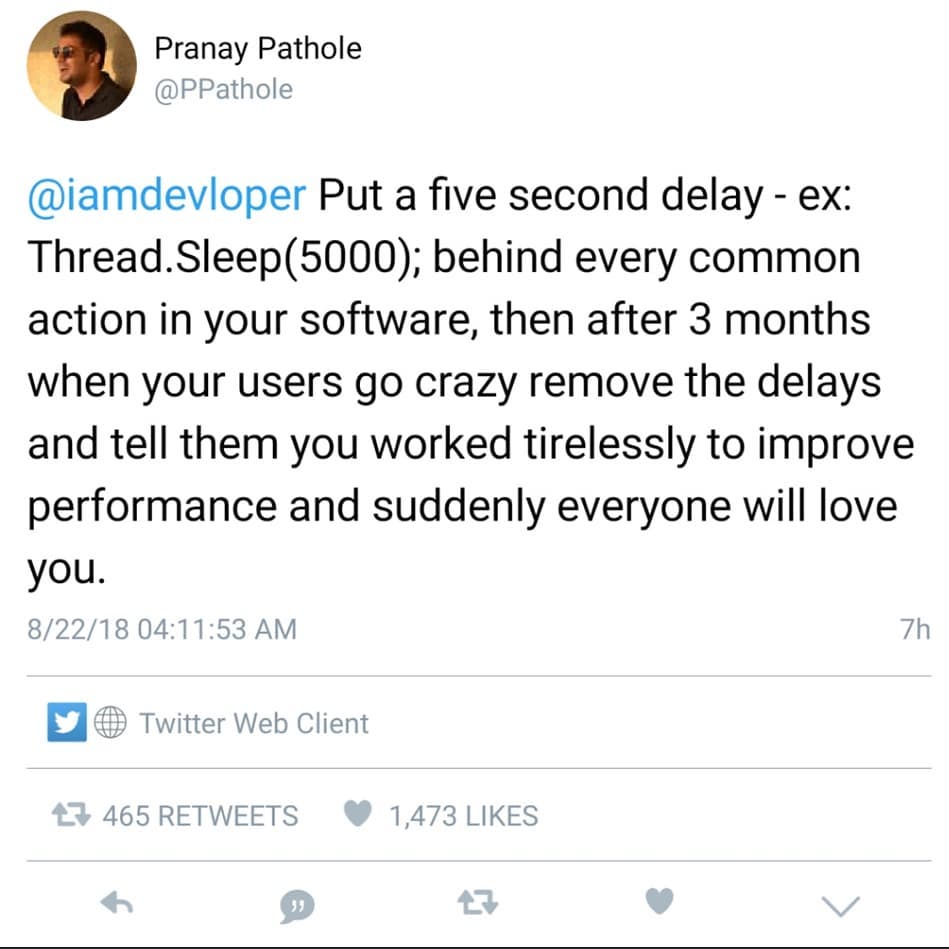 Pranay Pathole
@PPathole
@iamdevloper Put a five second delay - ex:
Thread.Sleep(5000); behind every common
action in your software, then after 3 months
when your users go crazy remove the delays
and tell them you worked tirelessly to improve
performance and suddenly everyone will love
you.
8/22/18 04:11:53 AM 7h
Twitter Web Client
465 RETWEETS 1,473 LIKES